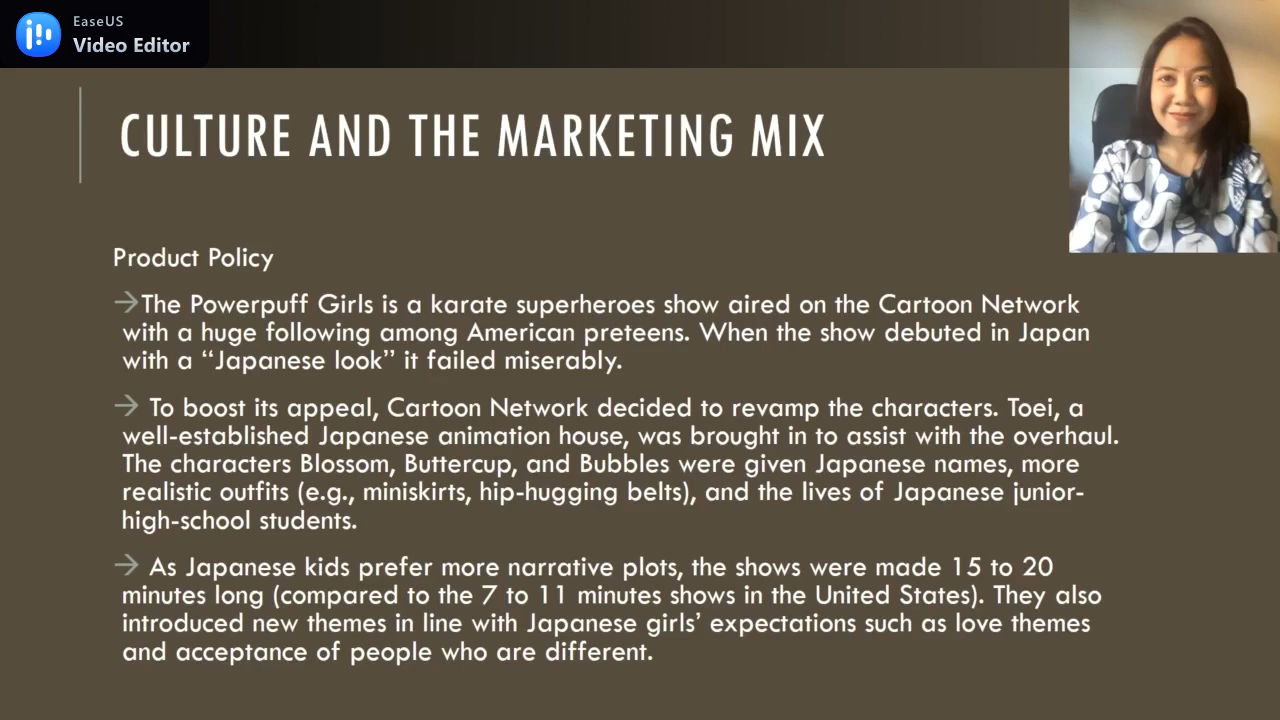 EaseUS
Video Editor
CULTURE AND THE MARKETING MIX
Product Policy
→The Powerpuff Girls is a karate superheroes show aired on the Cartoon Network
with a huge following among American preteens. When the show debuted in Japan
with a “Japanese look” it failed miserably.
→ To boost its appeal, Cartoon Network decided to revamp the characters. Toei, a
well-established Japanese animation house, was brought in to assist with the overhaul.
The characters Blossom, Buttercup, and Bubbles were given Japanese names, more
realistic outfits (e.g., miniskirts, hip-hugging belts), and the lives of Japanese junior-
high-school students.
→ As Japanese kids prefer more narrative plots, the shows were made 15 to 20
minutes long (compared to the 7 to 11 minutes shows in the United States). They also
introduced new themes in line with Japanese girls’ expectations such as love themes
and acceptance of people who are different.